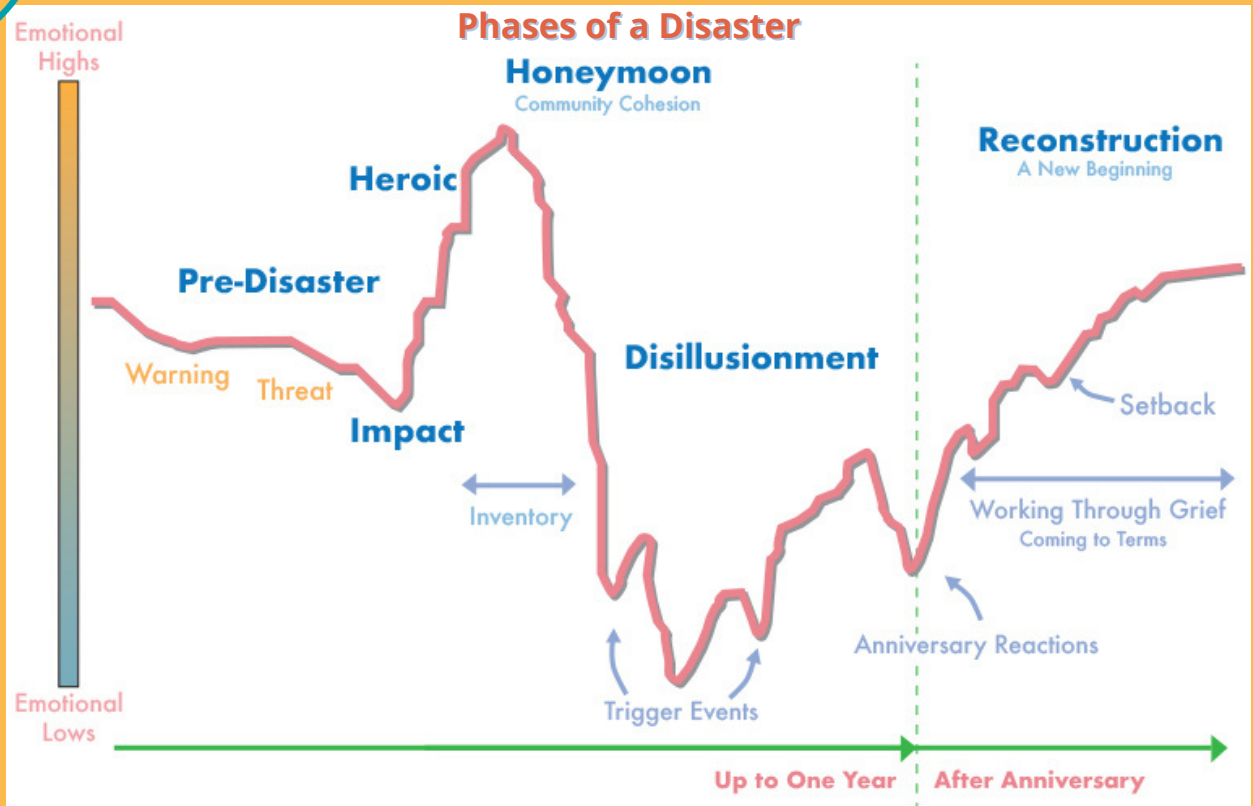 Phases of a Disaster
Emotional
Highs
Honeymoon
Community Cohesion
Reconstruction
A New Beginning
Heroic
Pre-Disaster
Warning
Threat
Impact
Disillusionment
Setback
Inventory
Working Through Grief
Coming to Terms
Anniversary Reactions
Trigger Events
Emotional
Lows
Up to One Year
After Anniversary